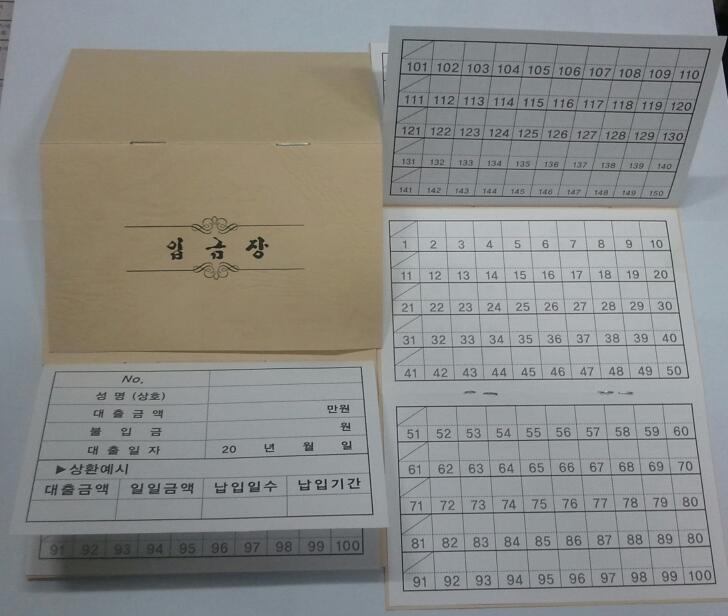 입금장
No.
성 명 (상호)
대 출 금 액 만원
불 입 금 원
대 출 일 자 20 년 월 일
▶상환예시
대출금액 일일금액 납입일수 납입기간
91 92 93 94 95 96 97 98 99 100
101 102 103 104 105 106 107 108 109 110
111 112 113 114 115 116 117 118 119 120
121 122 123 124 125 126 127 128 129 130
131 132 133 134 135 136 137 138 139 140
141 142 143 144 145 146 147 148 149 150
1 2 3 4 5 6 7 8 9 10
11 12 13 14 15 16 17 18 19 20
21 22 23 24 25 26 27 28 29 30
31 32 33 34 35 36 37 38 39 40
41 42 43 44 45 46 47 48 49 50
51 52 53 54 55 56 57 58 59 60
61 62 63 64 65 66 67 68 69 70
71 72 73 74 75 76 77 78 79 80
81 82 83 84 85 86 87 88 89 80
91 92 93 94 95 96 97 98 99 100